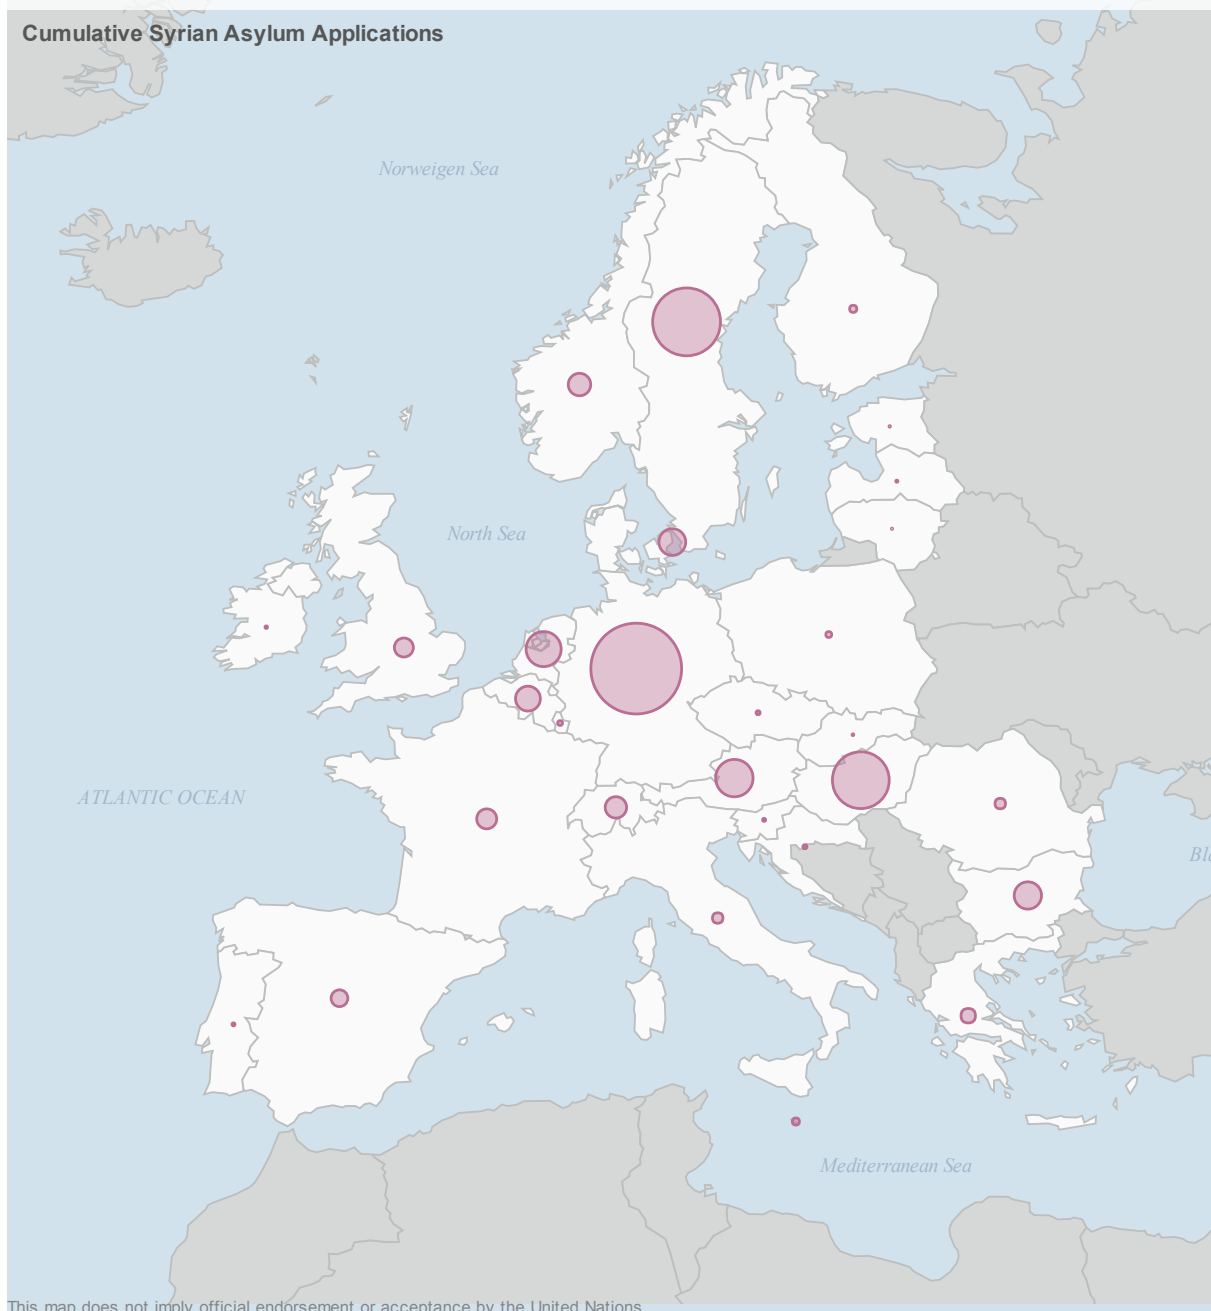 Cumulative Syrian Asylum Applications
Norweigen Sea
North Sea
ATLANTIC OCEAN
Bl
Mediterranean Sea
This map does not imply official endorsement or acceptance by the United Nations